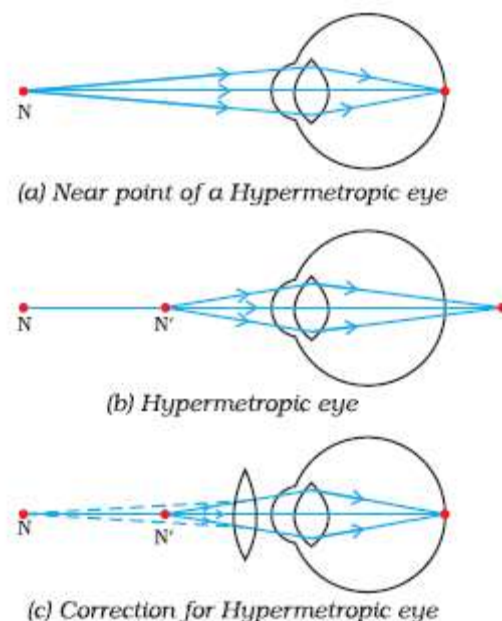 N
(a) Near point of a Hypermetropic eye
N N′
(b) Hypermetropic eye
N N′
(c) Correction for Hypermetropic eye